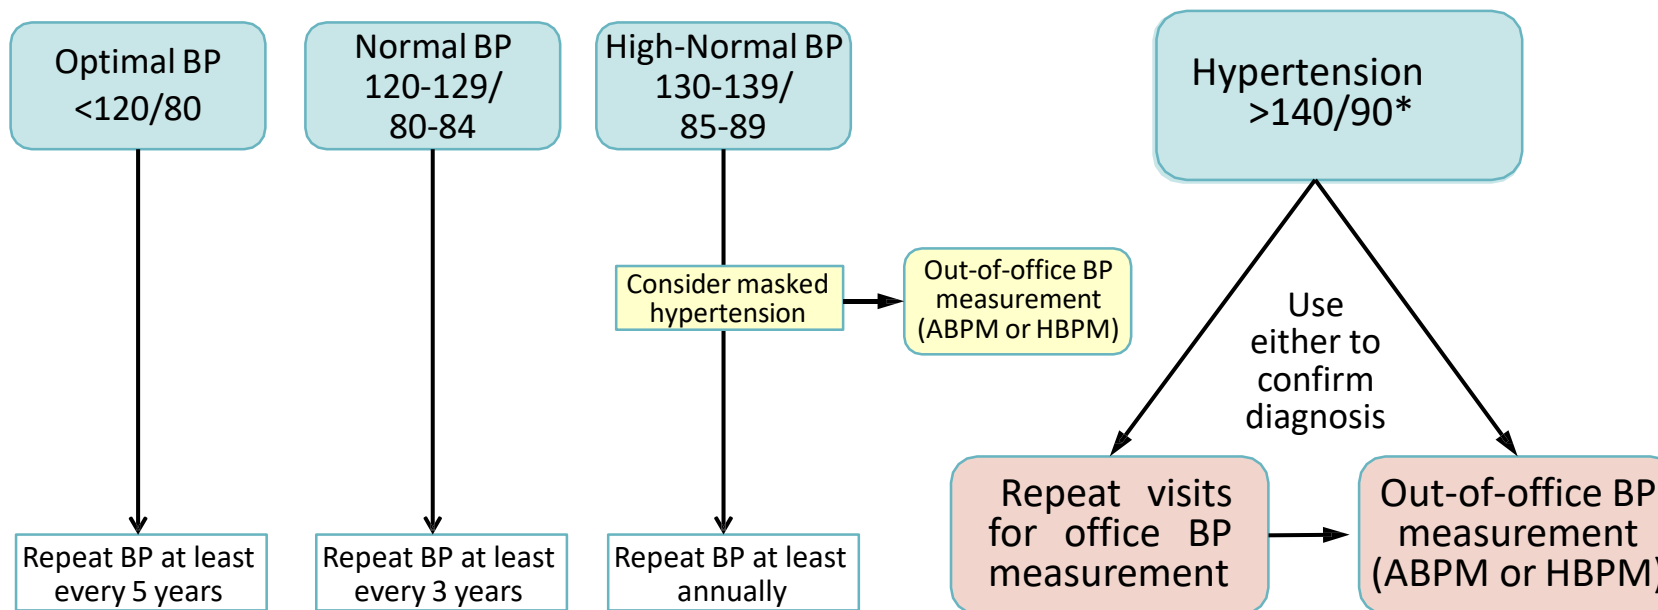 Optimal BP
<120/80
Normal BP
120-129/
80-84
High-Normal BP
130-139/
85-89
Hypertension
>140/90*
Consider masked
hypertension
Out-of-office BP
measurement
(ABPM or HBPM)
Use
either to
confirm
diagnosis
Repeat BP at least
every 5 years
Repeat BP at least
every 3 years
Repeat BP at least
annually
Repeat visits
for office BP
measurement
Out-of-office BP
measurement
(ABPM or HBPM)